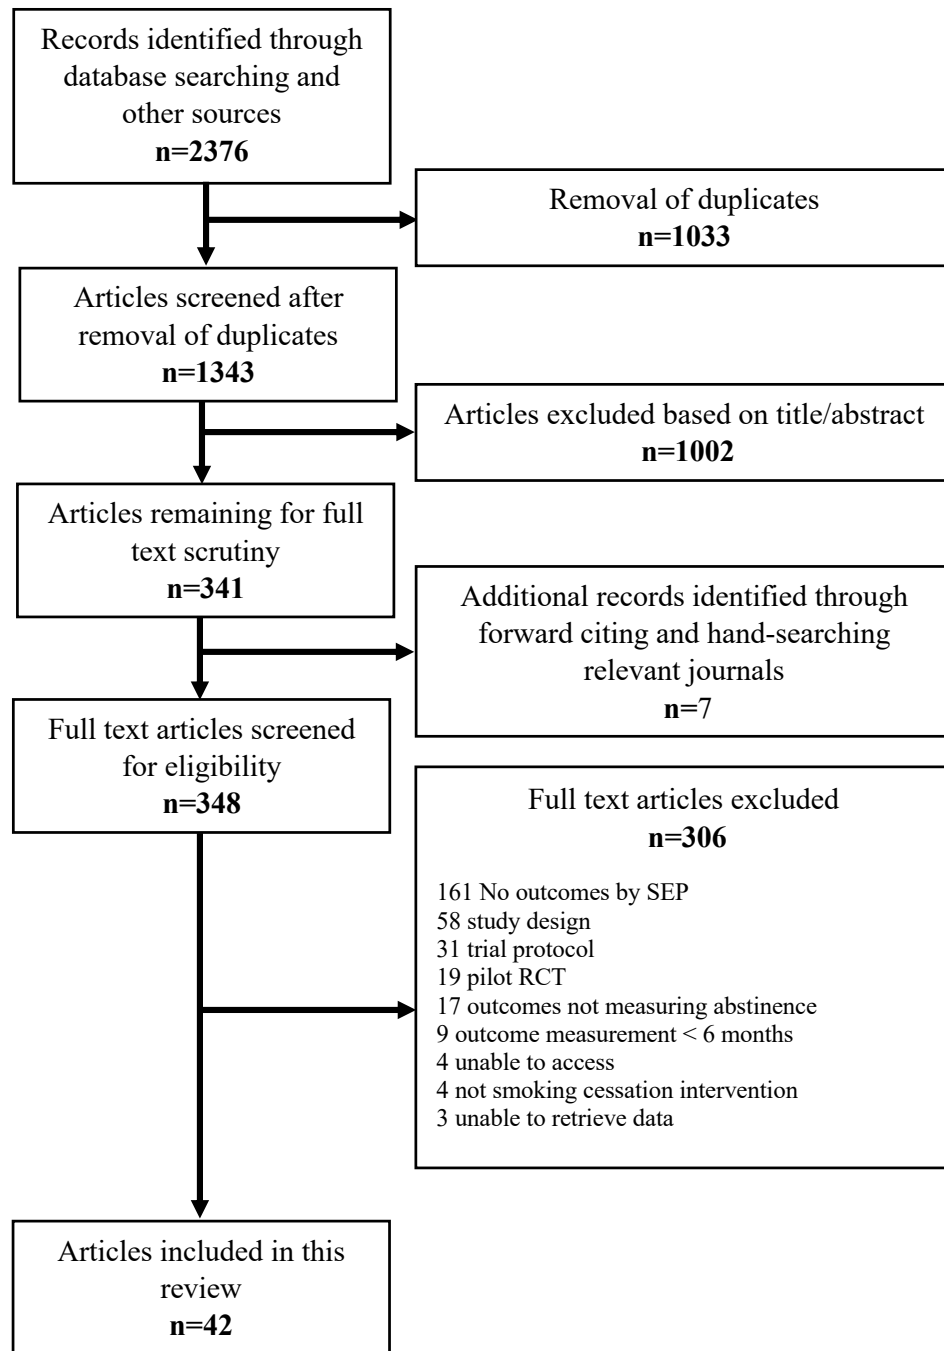 Records identified through
database searching and
other sources
n=2376
Removal of duplicates
n=1033
Articles screened after
removal of duplicates
n=1343
Articles excluded based on title/abstract
n=1002
Articles remaining for full
text scrutiny
n=341
Additional records identified through
forward citing and hand-searching
relevant journals
n=7
Full text articles screened
for eligibility
n=348
Full text articles excluded
n=306
161 No outcomes by SEP
58 study design
31 trial protocol
19 pilot RCT
17 outcomes not measuring abstinence
9 outcome measurement < 6 months
4 unable to access
4 not smoking cessation intervention
3 unable to retrieve data
Articles included in this
review
n=42